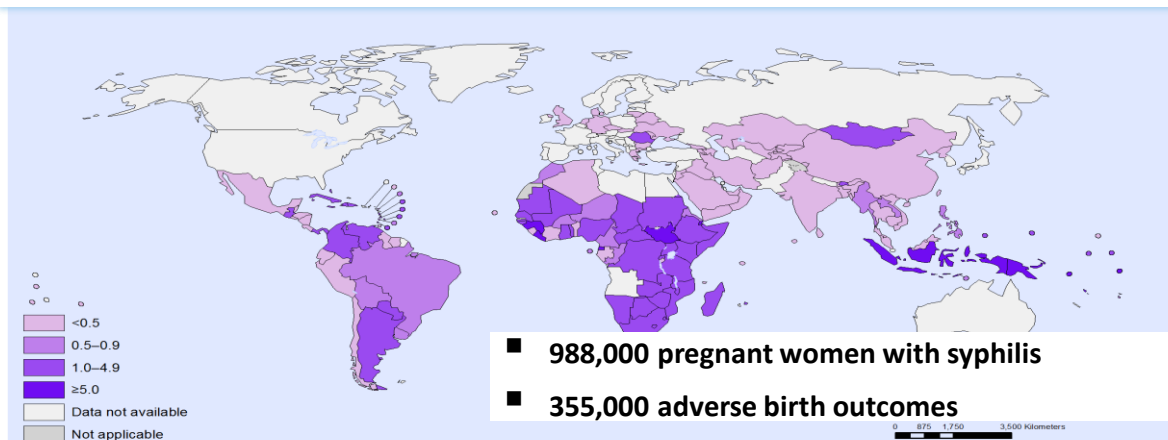 <0.5
0.5–0.9
1.0–4.9
≥5.0
Data not available
Not applicable
▪ 988,000 pregnant women with syphilis
▪ 355,000 adverse birth outcomes
0 875 1,750 3,500 Kilometers